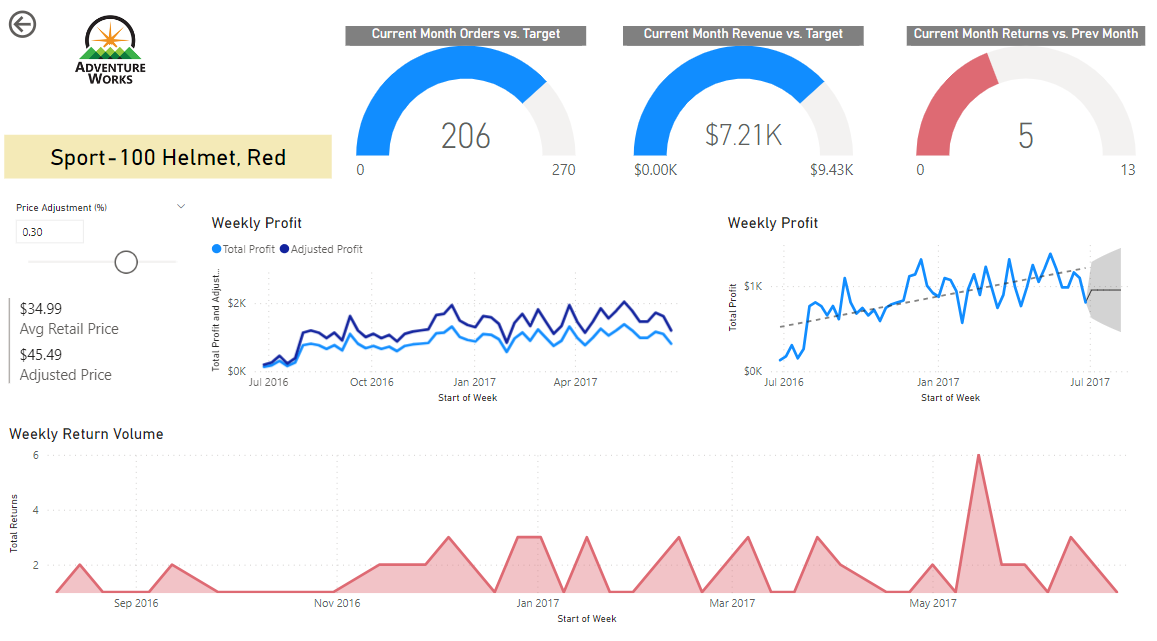 ADVENTURE
WORKS
Current Month Orders vs. Target
206
0
270
Current Month Revenue vs. Target
$7.21K
$0.00K
$9.43K
Current Month Returns vs. Prev Month
5
0
13
Sport-100 Helmet, Red
Price Adjustment (%)
0.30
$34.99
Avg Retail Price
$45.49
Adjusted Price
Weekly Profit
Total Profit
Adjusted Profit
Total Profit and Adjust...
$2K
$0K
Jul 2016
Oct 2016
Jan 2017
Apr 2017
Start of Week
Weekly Profit
Total Profit
$1K
$0K
Jul 2016
Jan 2017
Jul 2017
Start of Week
Weekly Return Volume
Total Returns
6
4
2
Sep 2016
Nov 2016
Jan 2017
Mar 2017
May 2017
Start of Week